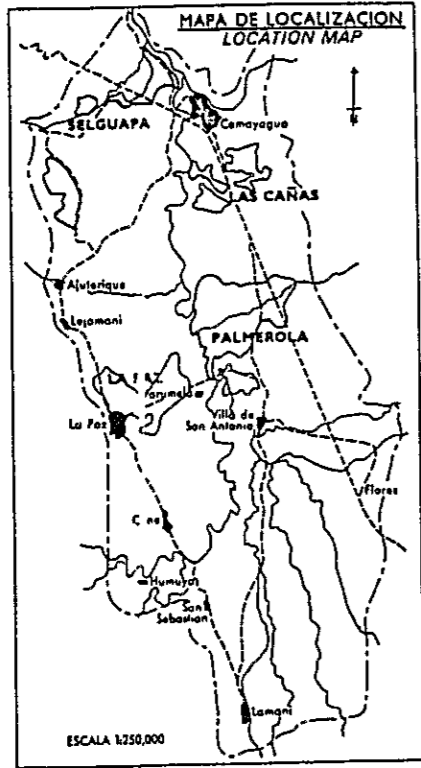 MAPA DE LOCALIZACION
LOCATION MAP
N
SELGUAPA
Comayagua
LAS CAÑAS
Ajuterique
Lejamani
PALMEROLA
Yarumela
La Paz
Villa de
San Antonio
Flores
Humuya
San
Sebastian
Lamani
ESCALA 1:250,000